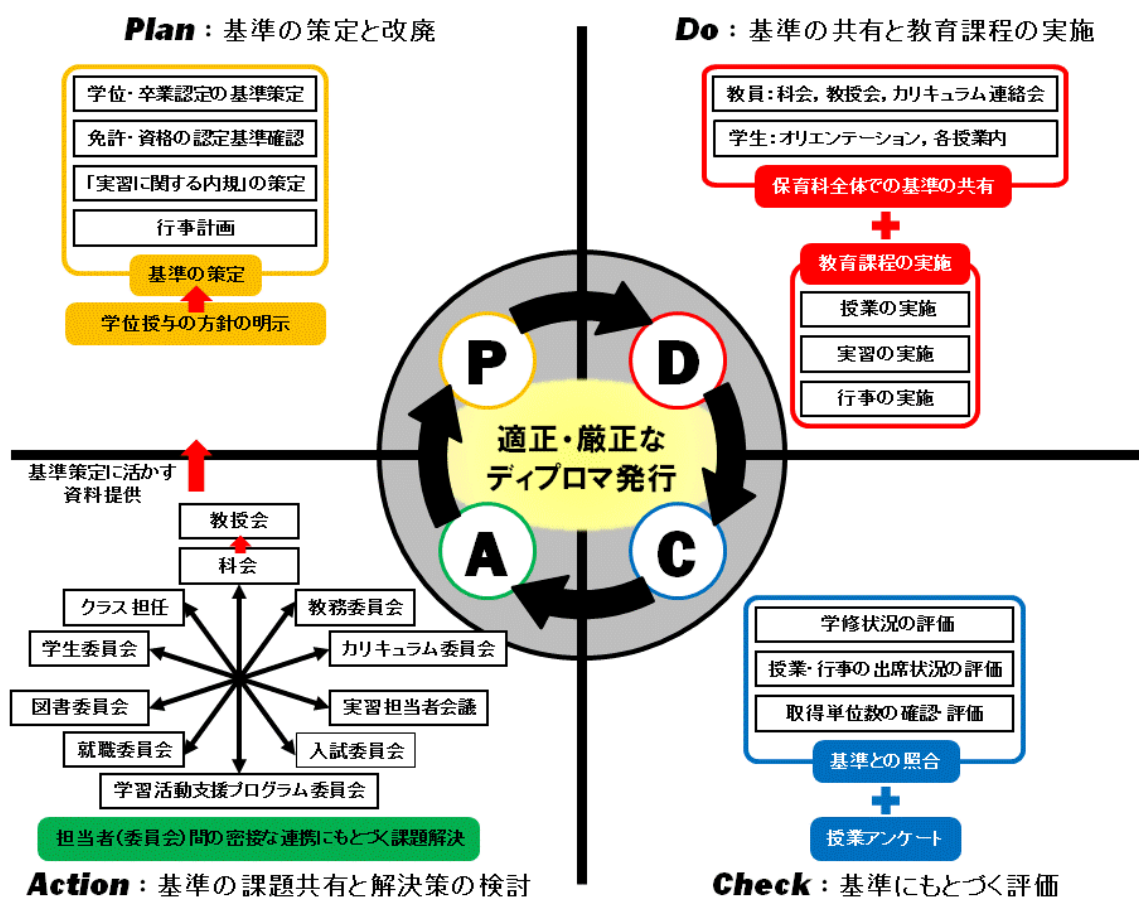 Plan：基準の策定と改廃
学位・卒業認定の基準策定
免許・資格の認定基準確認
「実習に関する内規」の策定
行事計画
基準の策定
学位授与の方針の明示
Do：基準の共有と教育課程の実施
教員：科会，教授会，カリキュラム連絡会
学生：オリエンテーション，各授業内
保育科全体での基準の共有
教育課程の実施
授業の実施
実習の実施
行事の実施
P
D
適正・厳正な
ディプロマ発行
A
C
基準策定に活かす
資料提供
教授会
科会
クラス担任
教務委員会
学生委員会
カリキュラム委員会
図書委員会
実習担当者会議
就職委員会
入試委員会
学習活動支援プログラム委員会
担当者（委員会）間の密接な連携にもとづく課題解決
Action：基準の課題共有と解決策の検討
学修状況の評価
授業・行事の出席状況の評価
取得単位数の確認・評価
基準との照合
授業アンケート
Check：基準にもとづく評価